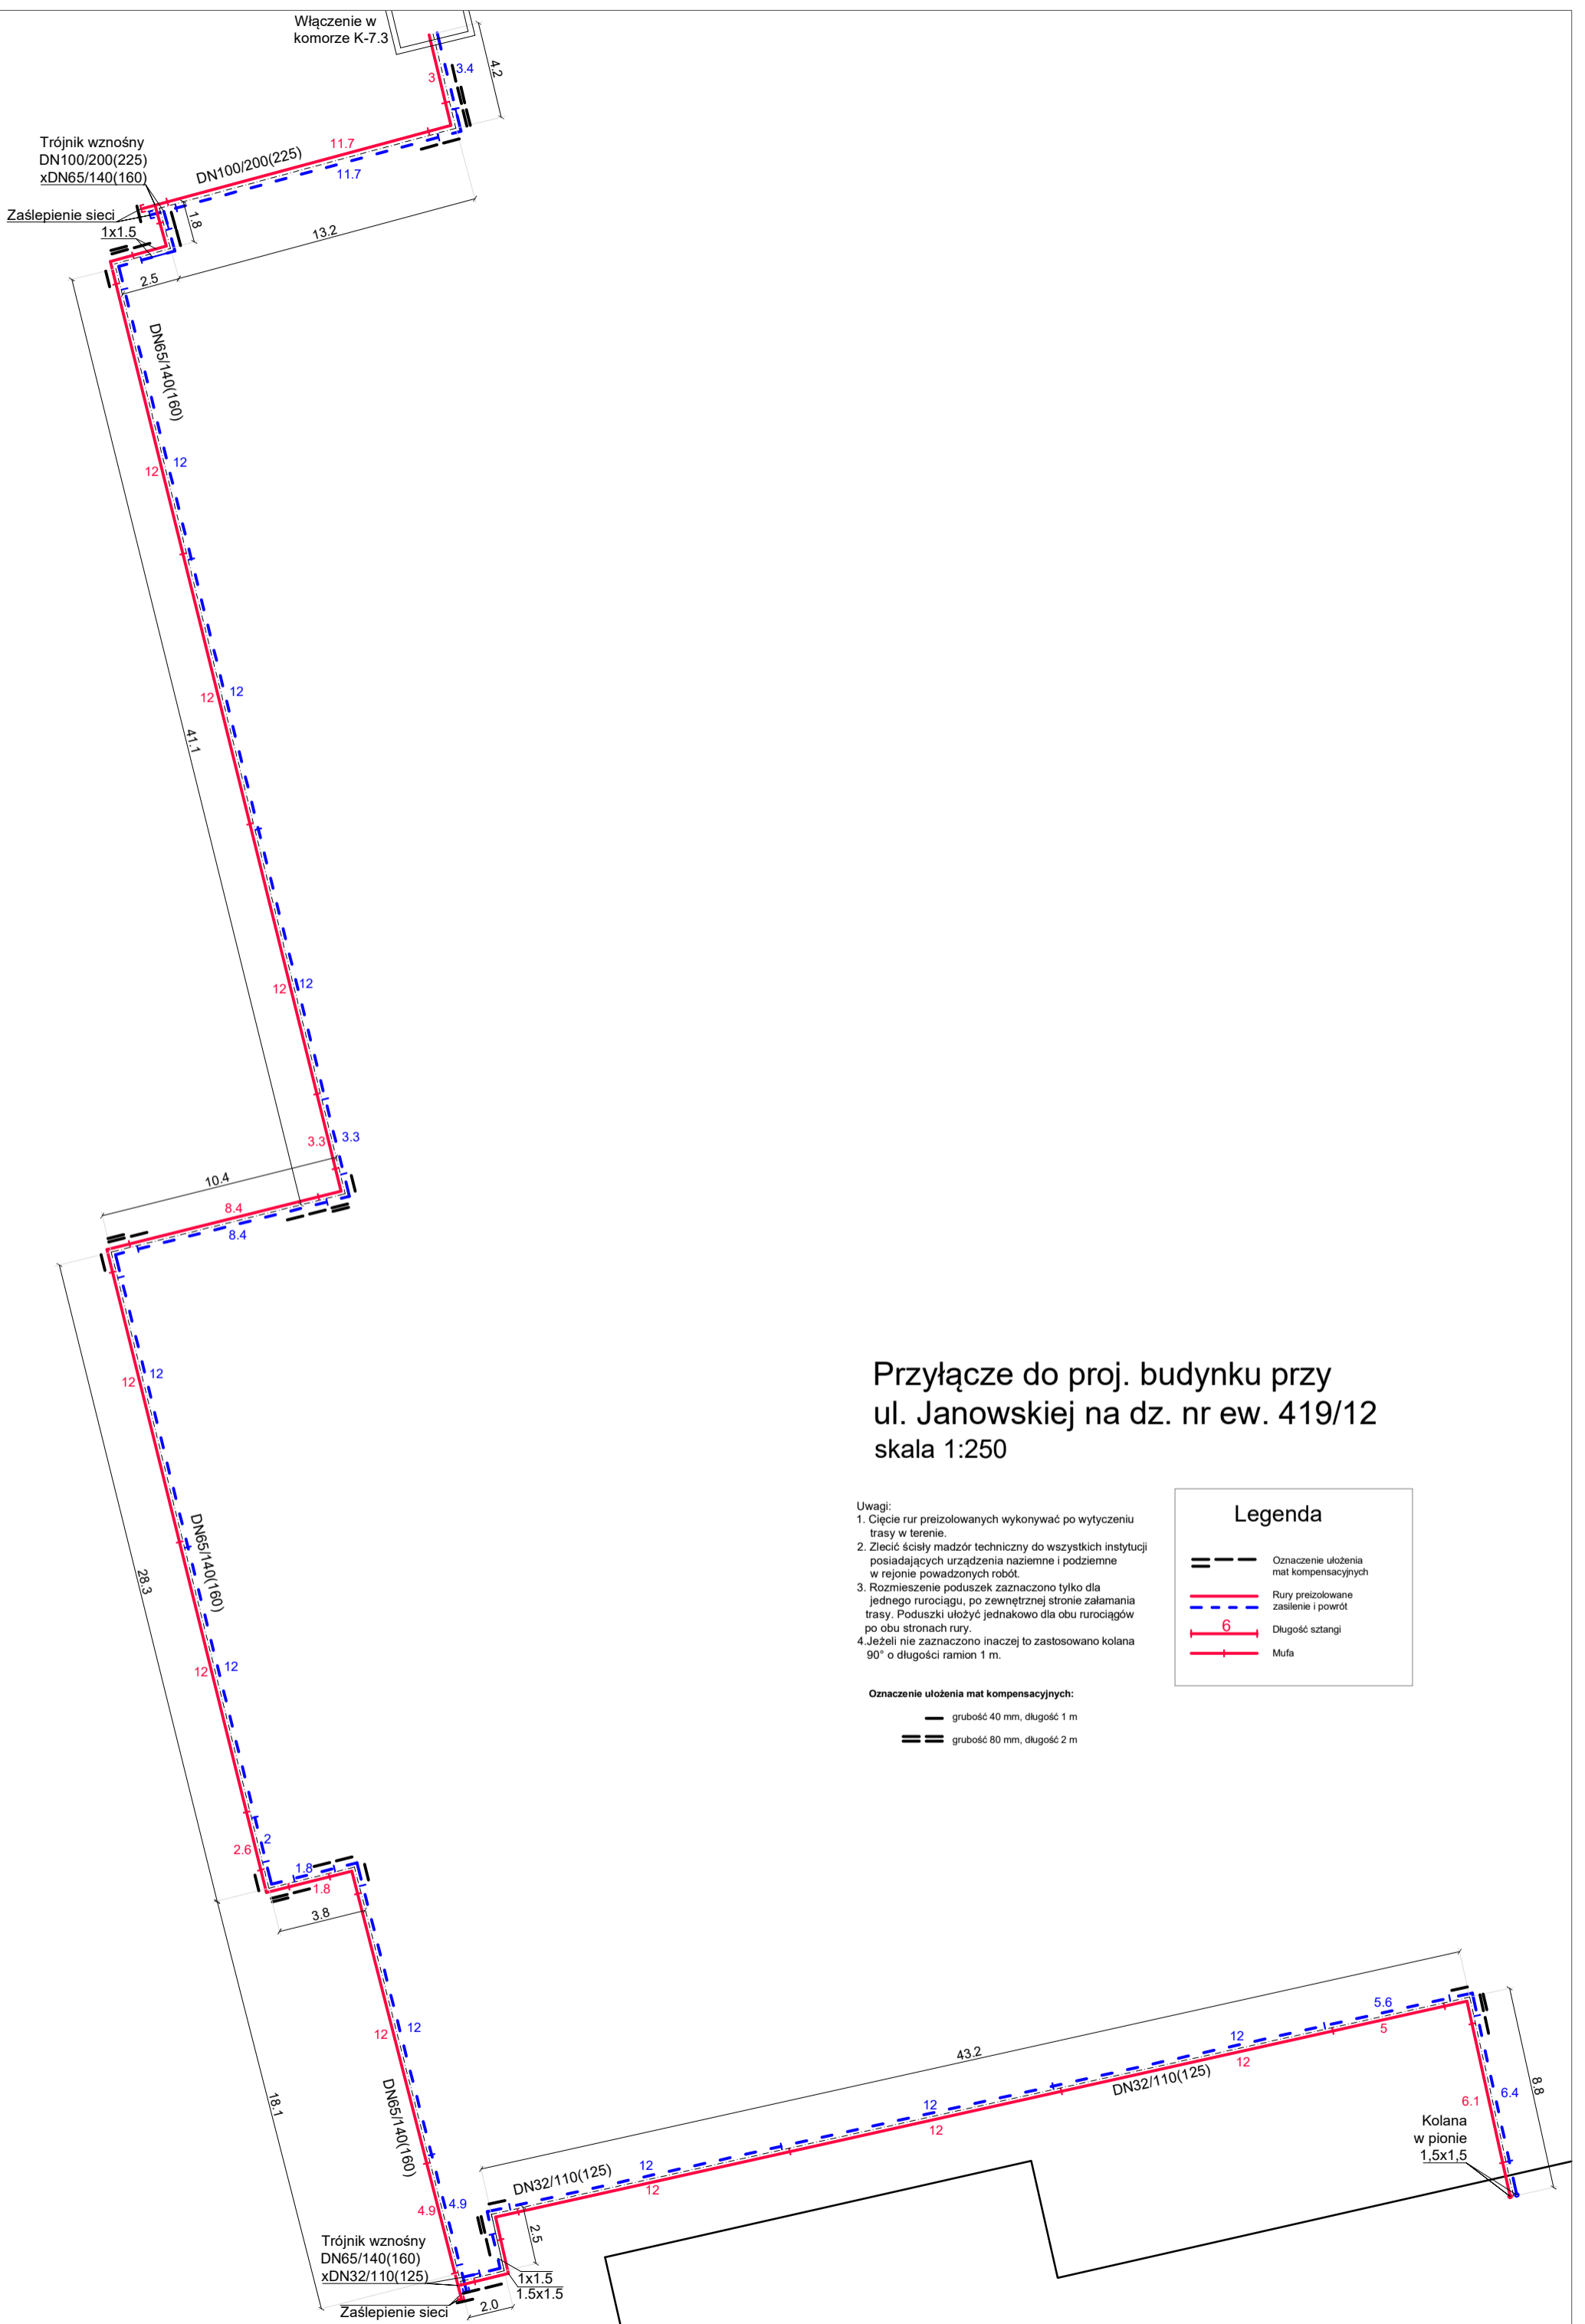 Włączenie w
komorze K-7.3
4.2
3
3.4
Trójnik wznośny
DN100/200(225)
xDN65/140(160)
DN100/200(225)
11.7
11.7
Zaślepienie sieci
1x1.5
1.8
13.2
2.5
DN65/140(160)
12
12
12
12
41.1
12
12
3.3
3.3
10.4
8.4
8.4
12
12
DN65/140(160)
28.3
12
12
2.6
2
1.8
1.8
3.8
12
12
DN65/140(160)
18.1
4.9
4.9
Trójnik wznośny
DN65/140(160)
xDN32/110(125)
Zaślepienie sieci
2.0
1x1.5
1.5x1.5
2.5
DN32/110(125)
12
12
43.2
12
12
DN32/110(125)
12
12
5.6
5
8.8
6.4
6.1
Kolana
w pionie
1,5x1,5
Przyłącze do proj. budynku przy
ul. Janowskiej na dz. nr ew. 419/12
skala 1:250
Uwagi:
1. Cięcie rur preizolowanych wykonywać po wytyczeniu
trasy w terenie.
2. Zlecić ścisły madzór techniczny do wszystkich instytucji
posiadających urządzenia naziemne i podziemne
w rejonie powadzonych robót.
3. Rozmieszenie poduszek zaznaczono tylko dla
jednego rurociągu, po zewnętrznej stronie załamania
trasy. Poduszki ułożyć jednakowo dla obu rurociągów
po obu stronach rury.
4.Jeżeli nie zaznaczono inaczej to zastosowano kolana
90° o długości ramion 1 m.
Oznaczenie ułożenia mat kompensacyjnych:
grubość 40 mm, długość 1 m
grubość 80 mm, długość 2 m
Legenda
Oznaczenie ułożenia
mat kompensacyjnych
Rury preizolowane
zasilenie i powrót
6
Długość sztangi
Mufa